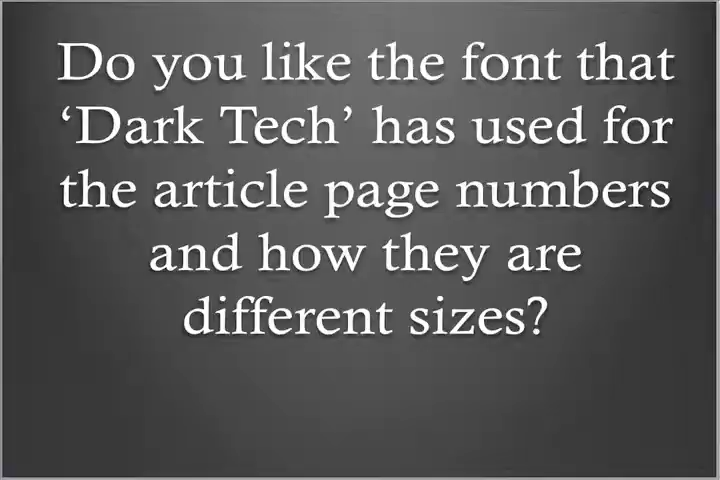 Do you like the font that
‘Dark Tech’ has used for
the article page numbers
and how they are
different sizes?